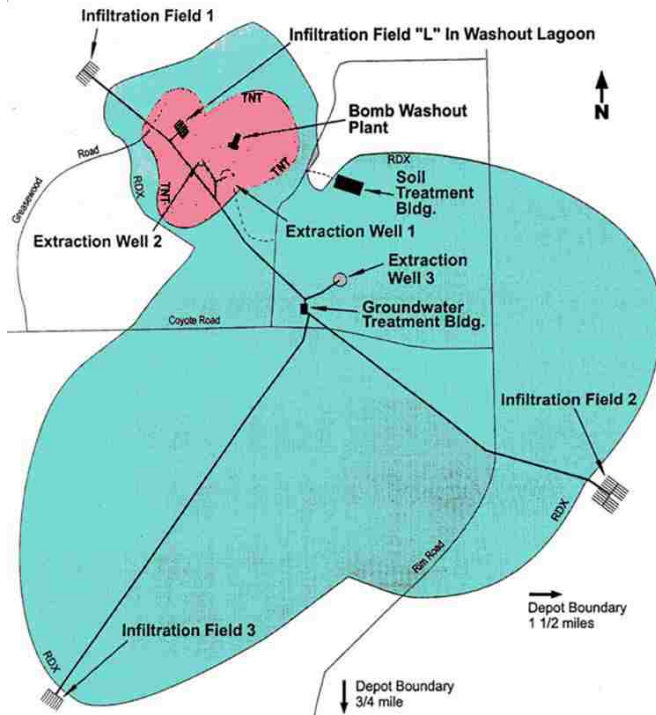 Infiltration Field 1
Infiltration Field "L" In Washout Lagoon
TNT
TNT
Bomb Washout
Plant
N
Road
Greasewood
RDX
TNT
TNT
RDX
Soil
Treatment
Bldg.
Extraction Well 2
Extraction Well 1
Extraction
Well 3
Groundwater
Treatment Bldg.
Coyote Road
Infiltration Field 2
RDX
Rim Road
Depot Boundary
1 1/2 miles
Infiltration Field 3
RDX
Depot Boundary
3/4 mile